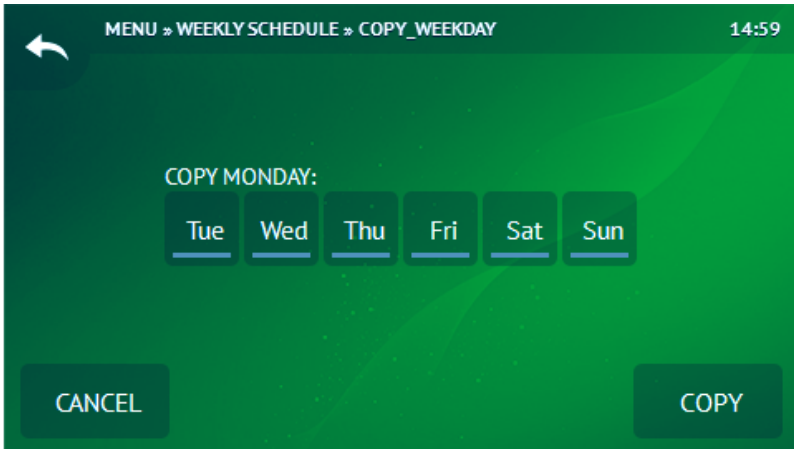 MENU » WEEKLY SCHEDULE » COPY_WEEKDAY 14:59
COPY MONDAY:
Tue Wed Thu Fri Sat Sun
CANCEL COPY